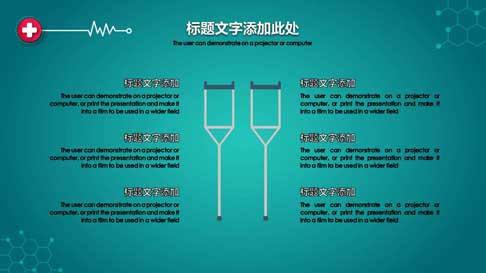 标题文字添加此处
The user can demonstrate on a projector or computer
标题文字添加
The user can demonstrate on a projector or
computer, or print the presentation and make it
into a film to be used in a wider field
标题文字添加
The user can demonstrate on a projector or
computer, or print the presentation and make it
into a film to be used in a wider field
标题文字添加
The user can demonstrate on a projector or
computer, or print the presentation and make it
into a film to be used in a wider field
标题文字添加
The user can demonstrate on a projector or
computer, or print the presentation and make it
into a film to be used in a wider field
标题文字添加
The user can demonstrate on a projector or
computer, or print the presentation and make it
into a film to be used in a wider field
标题文字添加
The user can demonstrate on a projector or
computer, or print the presentation and make it
into a film to be used in a wider field